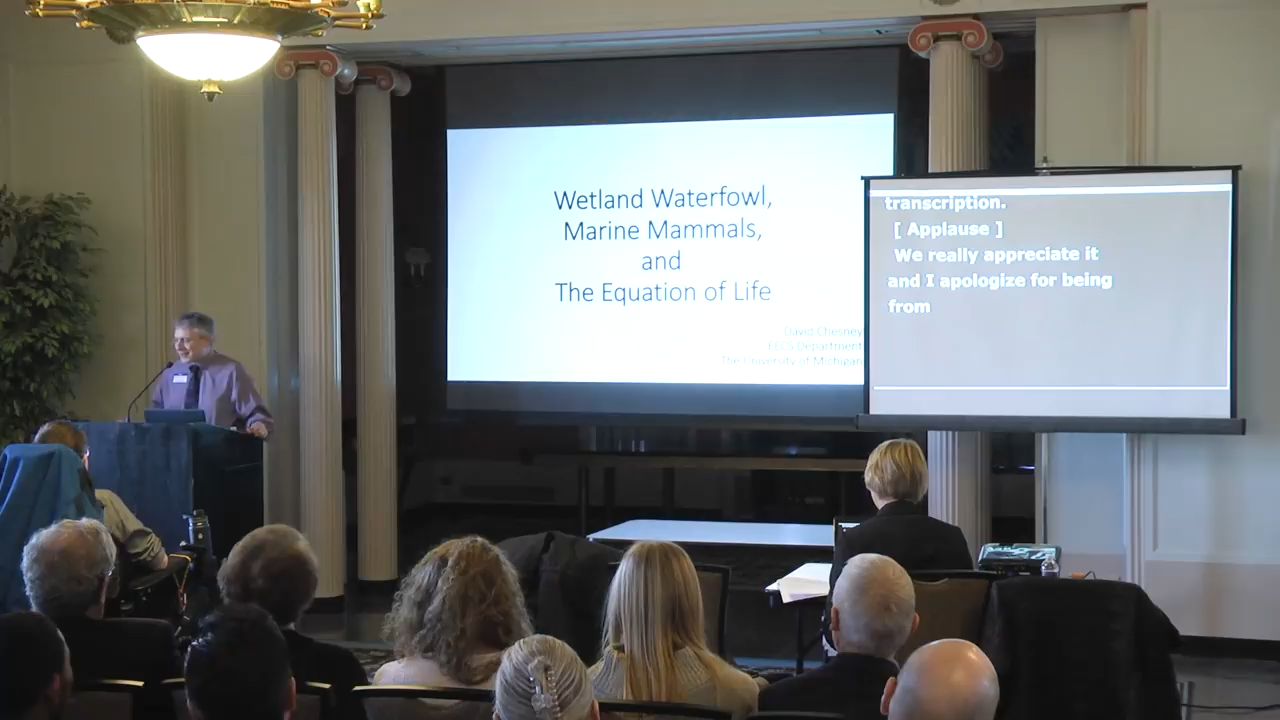 Wetland Waterfowl,
Marine Mammals,
and
The Equation of Life
David Chesney
EECS Department
The University of Michigan
transcription.
[ Applause ]
We really appreciate it
and I apologize for being
from